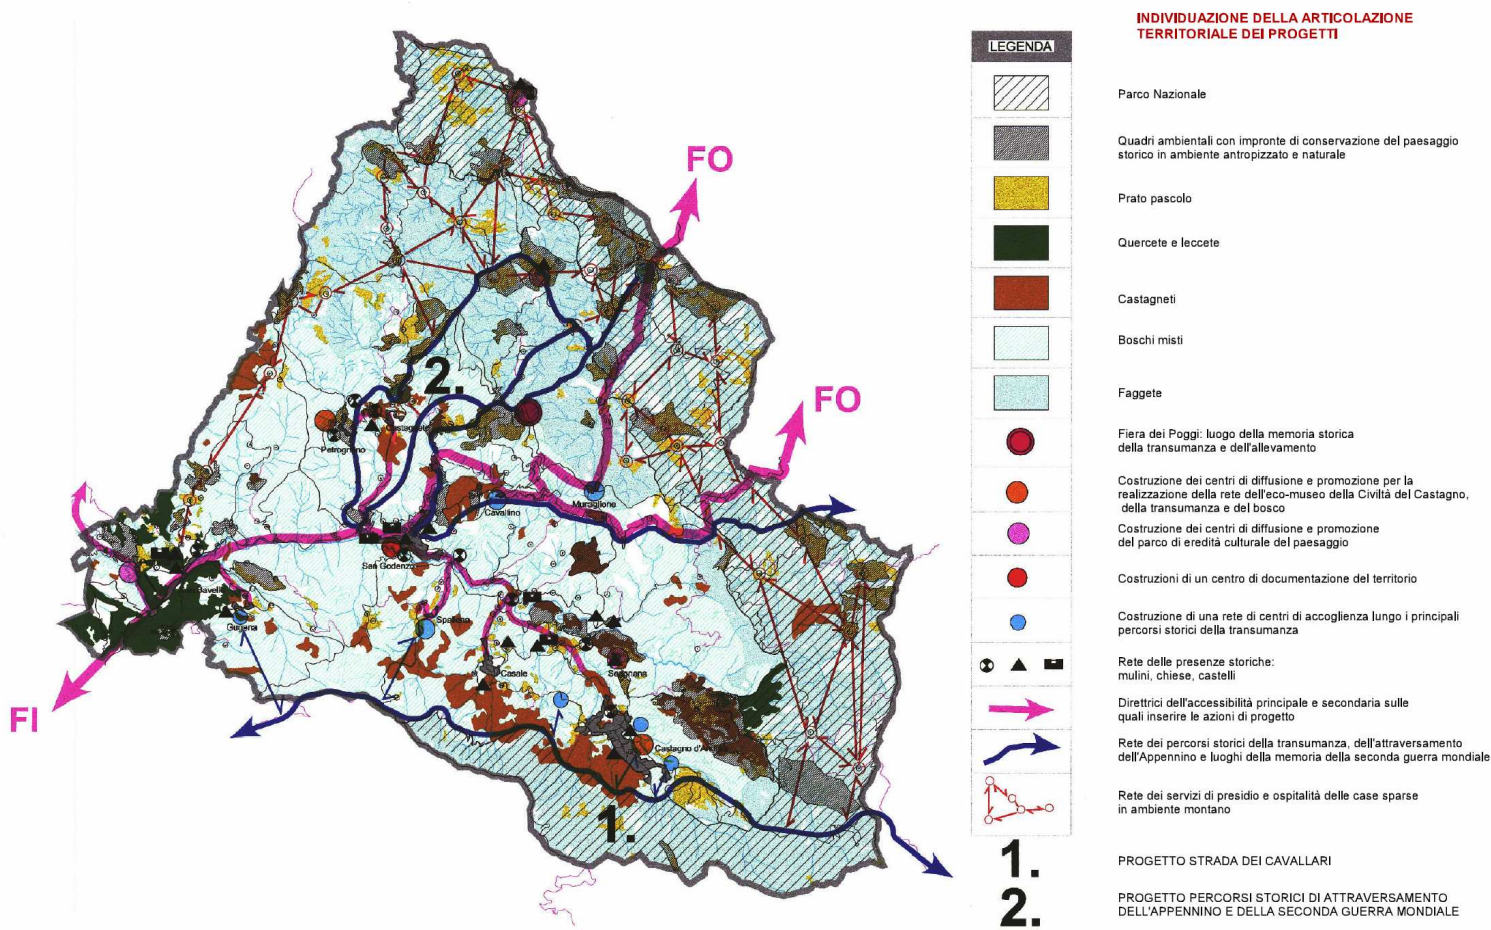 INDIVIDUAZIONE DELLA ARTICOLAZIONE
TERRITORIALE DEI PROGETTI
LEGENDA
Parco Nazionale
Quadri ambientali con impronte di conservazione del paesaggio
storico in ambiente antropizzato e naturale
Prato pascolo
Quercete e leccete
Castagneti
Boschi misti
Faggete
Fiera dei Poggi: luogo della memoria storica
della transumanza e dell'allevamento
Costruzione dei centri di diffusione e promozione per la
realizzazione della rete dell'eco-museo della Civiltà del Castagno,
della transumanza e del bosco
Costruzione dei centri di diffusione e promozione
del parco di eredità culturale del paesaggio
Costruzioni di un centro di documentazione del territorio
Costruzione di una rete di centri di accoglienza lungo i principali
percorsi storici della transumanza
Rete delle presenze storiche:
mulini, chiese, castelli
Direttrici dell'accessibilità principale e secondaria sulle
quali inserire le azioni di progetto
Rete dei percorsi storici della transumanza, dell'attraversamento
dell'Appennino e luoghi della memoria della seconda guerra mondiale
Rete dei servizi di presidio e ospitalità delle case sparse
in ambiente montano
1.
PROGETTO STRADA DEI CAVALLARI
2.
PROGETTO PERCORSI STORICI DI ATTRAVERSAMENTO
DELL'APPENNINO E DELLA SECONDA GUERRA MONDIALE
FO
FO
2.
Petrognano
Cavallino
Muraglione
San Godenzo
Spaliena
Casale
Castagno d'Andrea
1.
FI